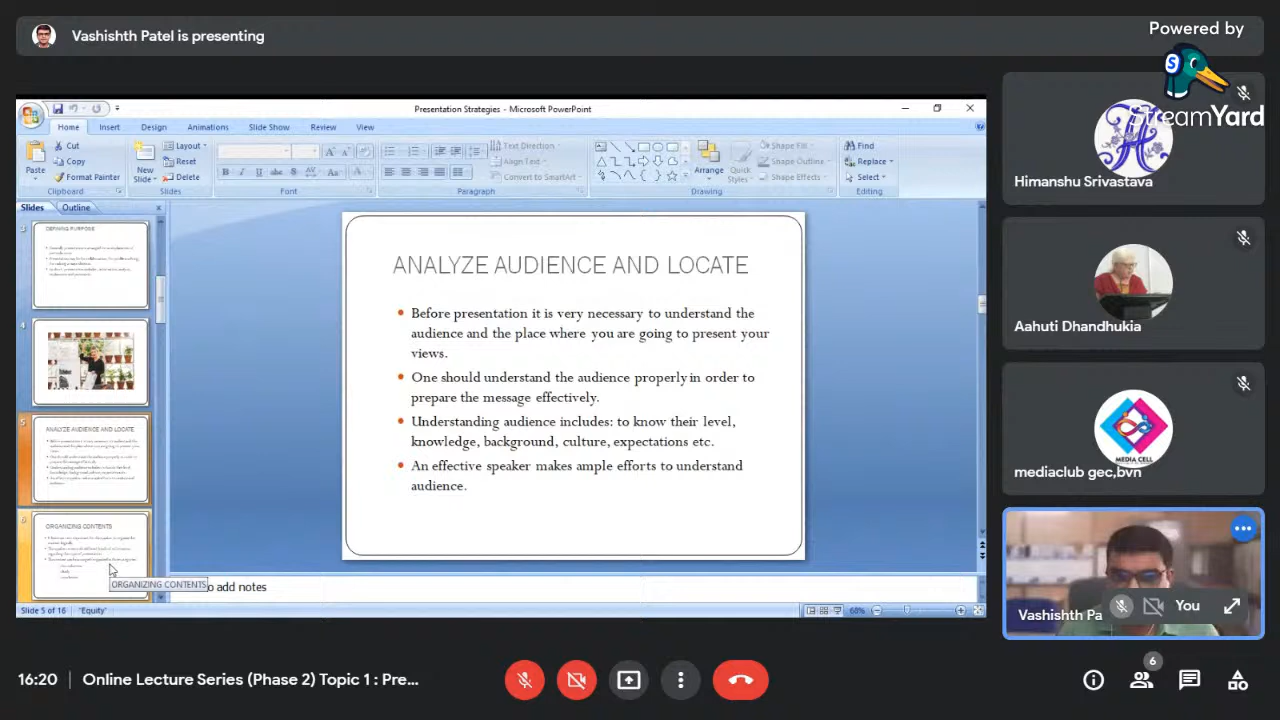 Vashishth Patel is presenting
Powered by
StreamYard
Presentation Strategies - Microsoft PowerPoint
Home Insert Design Animations Slide Show Review View
Cut
Copy
Format Painter
Paste
Clipboard
New Slide
Layout
Reset
Delete
Slides
Font
Text Direction
Align Text
Convert to SmartArt
Paragraph
Arrange
Quick Styles
Shape Fill
Shape Outline
Shape Effects
Drawing
Find
Replace
Select
Editing
Slides Outline
3
DEFINING PURPOSE
4
5
ANALYZE AUDIENCE AND LOCATE
6
ORGANIZING CONTENTS
ORGANIZING CONTENTS
ANALYZE AUDIENCE AND LOCATE
• Before presentation it is very necessary to understand the
audience and the place where you are going to present your
views.
• One should understand the audience properly in order to
prepare the message effectively.
• Understanding audience includes: to know their level,
knowledge, background, culture, expectations etc.
• An effective speaker makes ample efforts to understand
audience.
o add notes
Slide 5 of 16 "Equity"
68%
Himanshu Srivastava
Aahuti Dhandhukia
MEDIA CELL
mediaclub gec,bvn
Vashishth Pa
You
16:20 Online Lecture Series (Phase 2) Topic 1 : Pre...
6